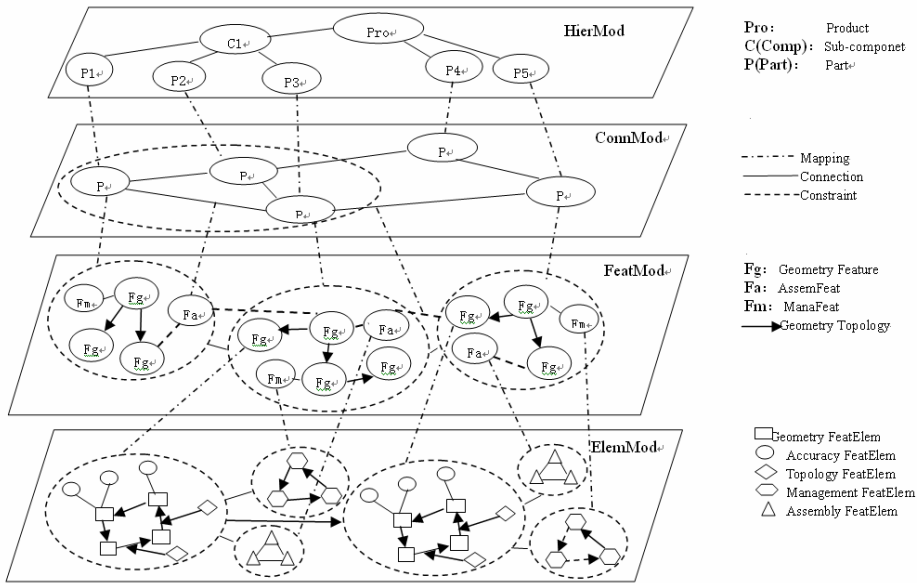 HierMod
Pro
C1
P1
P2
P3
P4
P5
Pro: Product
C(Comp): Sub-componet
P(Part): Part
ConnMod
P
P
P
P
P
Mapping
Connection
Constraint
FeatMod
Fm
Fg
Fa
Fg
Fg
Fg
Fg
Fa
Fm
Fg
Fg
Fg
Fg
Fm
Fa
Fg
Fg: Geometry Feature
Fa: AssemFeat
Fm: ManaFeat
Geometry Topology
ElemMod
Geometry FeatElem
Accuracy FeatElem
Topology FeatElem
Management FeatElem
Assembly FeatElem